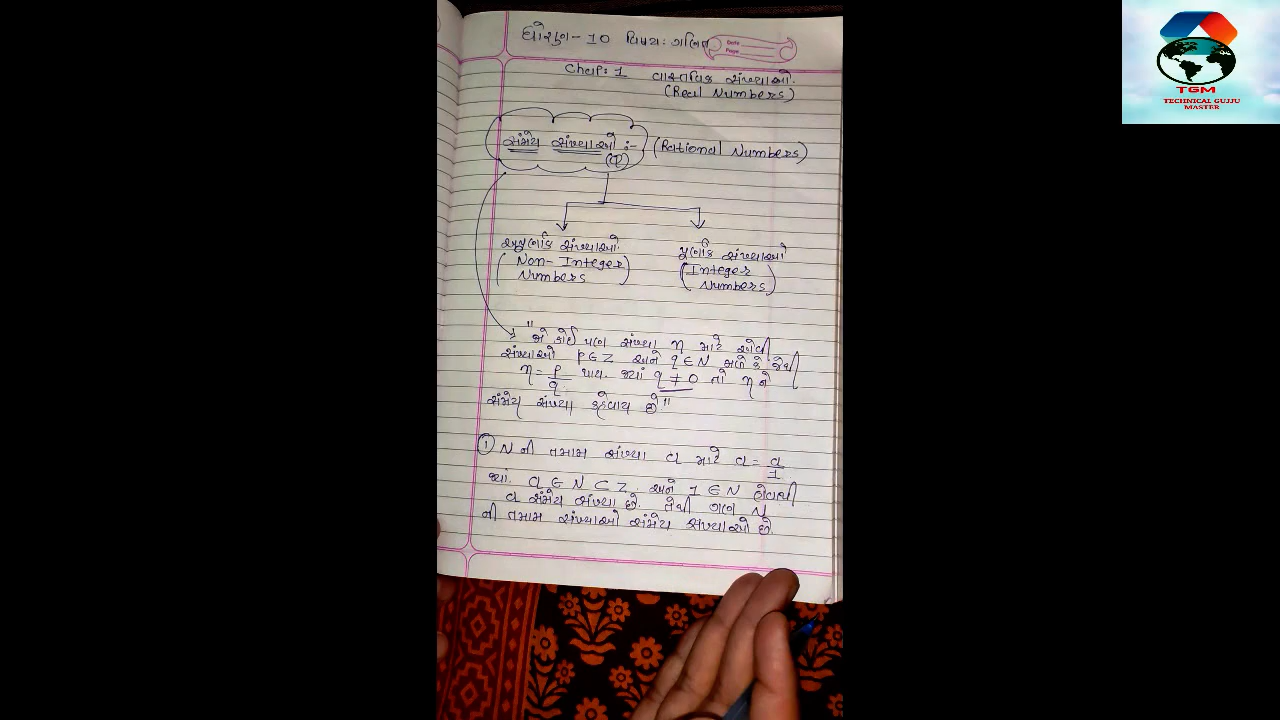 ધોરણ - 10 વિષય: ગણિત
Date
Page
Chap: 1 વાસ્તવિક સંખ્યાઓ.
(Real Numbers)
સંમેય સંખ્યાઓ :- (Rational Numbers)
(Q)
અપૂર્ણાંક સંખ્યાઓ
(Non-Integer Numbers)
પૂર્ણાંક સંખ્યાઓ
(Integer Numbers)
"જો કોઈ પણ સંખ્યા n માટે એવી
સંખ્યાઓ P∈Z અને q∈N મળે કે જેથી
n = P/q થાય. જ્યાં q ≠ 0 તો n ને
સંમેય સંખ્યા કહેવાય છે"
① N ની તમામ સંખ્યા a માટે a = a/1
જ્યાં a ∈ N ⊂ Z અને 1 ∈ N હોવાથી
a સંમેય સંખ્યા છે. તેથી ગણ N
ની તમામ સંખ્યાઓ સંમેય સંખ્યાઓ છે.
TGM
TECHNICAL GUJJU
MASTER